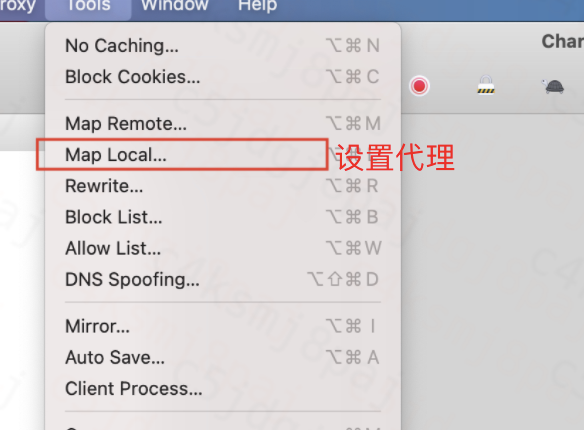 roxy Tools Window Help
Char
No Caching... ⌥⌘ N
Block Cookies... ⌥⌘ C
Map Remote... ⌥⌘ M
Map Local... 设置代理
Rewrite... ⌥⌘ R
Block List... ⌥⌘ B
Allow List... ⌥⌘ W
DNS Spoofing... ⌥⇧⌘ D
Mirror... ⌥⌘ I
Auto Save... ⌥⌘ A
Client Process...